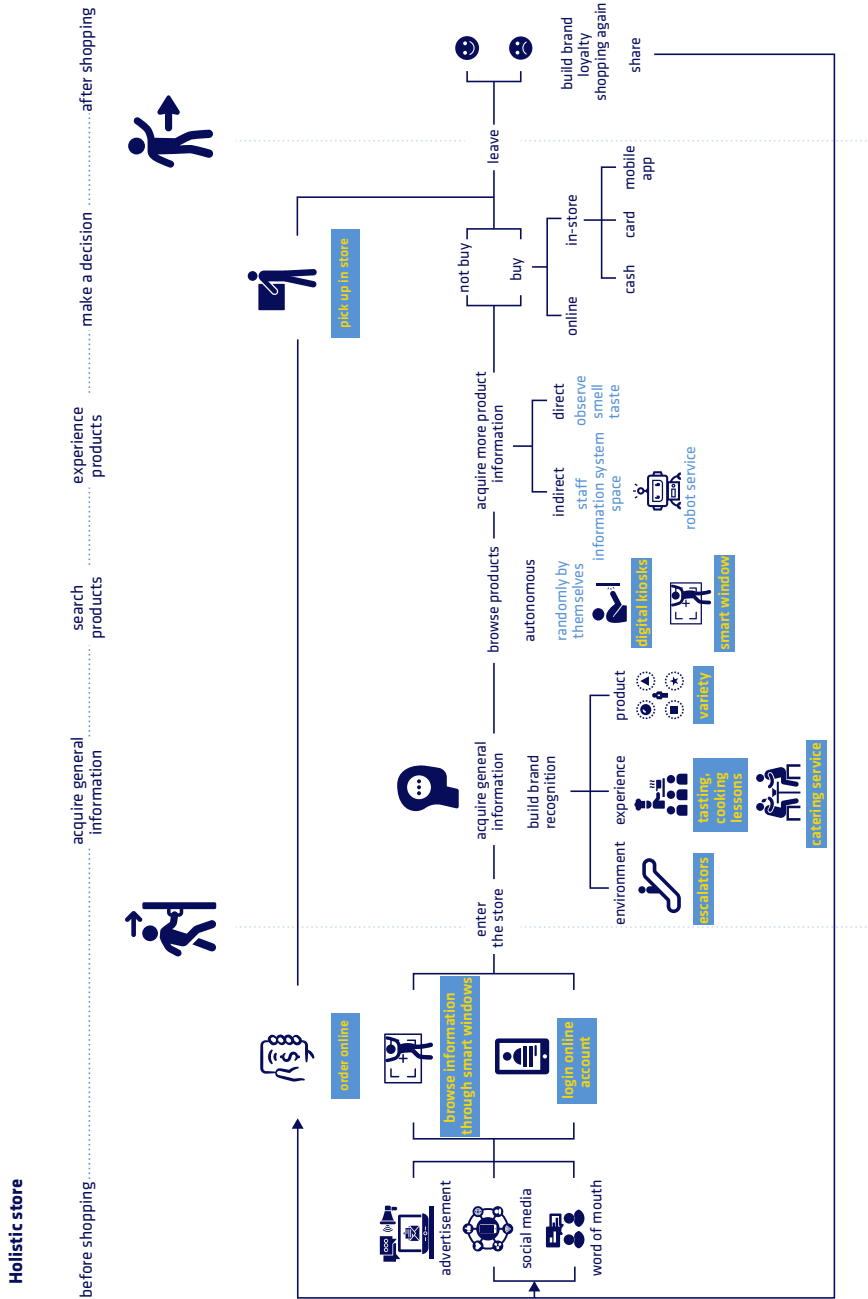 Holistic store
before shopping
acquire general
information
search
products
experience
products
make a decision
after shopping
order online
pick up in store
advertisement
social media
word of mouth
browse information
through smart windows
login online
account
enter
the store
acquire general
information
build brand
recognition
environment
escalators
experience
tasting,
cooking
lessons
catering service
product
variety
browse products
autonomous
randomly by
themselves
digital kiosks
smart window
acquire more product
information
indirect
staff
information system
space
robot service
direct
observe
smell
taste
not buy
buy
online
in-store
cash
card
mobile
app
leave
build brand
loyalty
shopping again
share